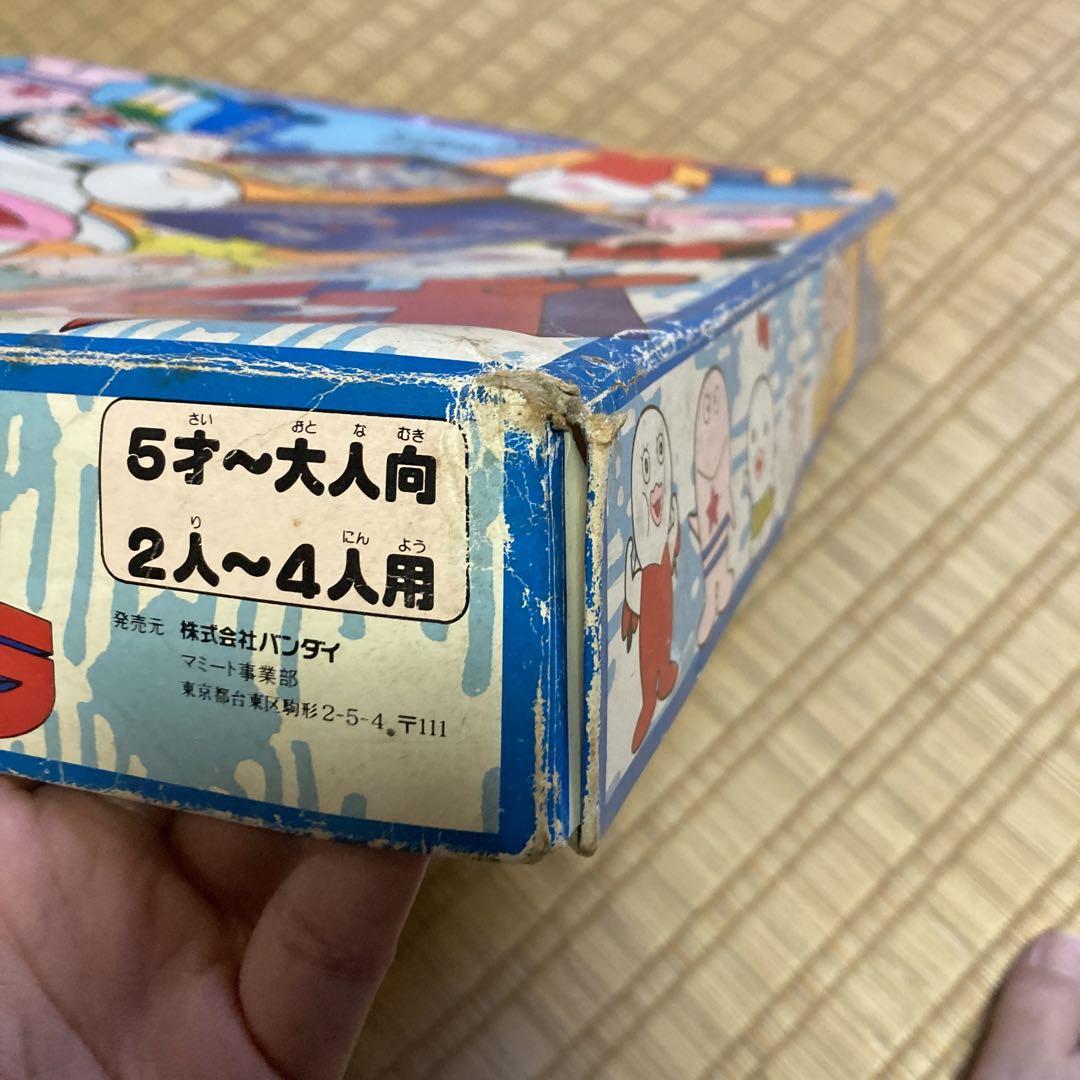 5才～大人向
さい おとなむき
2人～4人用
り にんよう
発売元 株式会社バンダイ
マミート事業部
東京都台東区駒形2-5-4 〒111